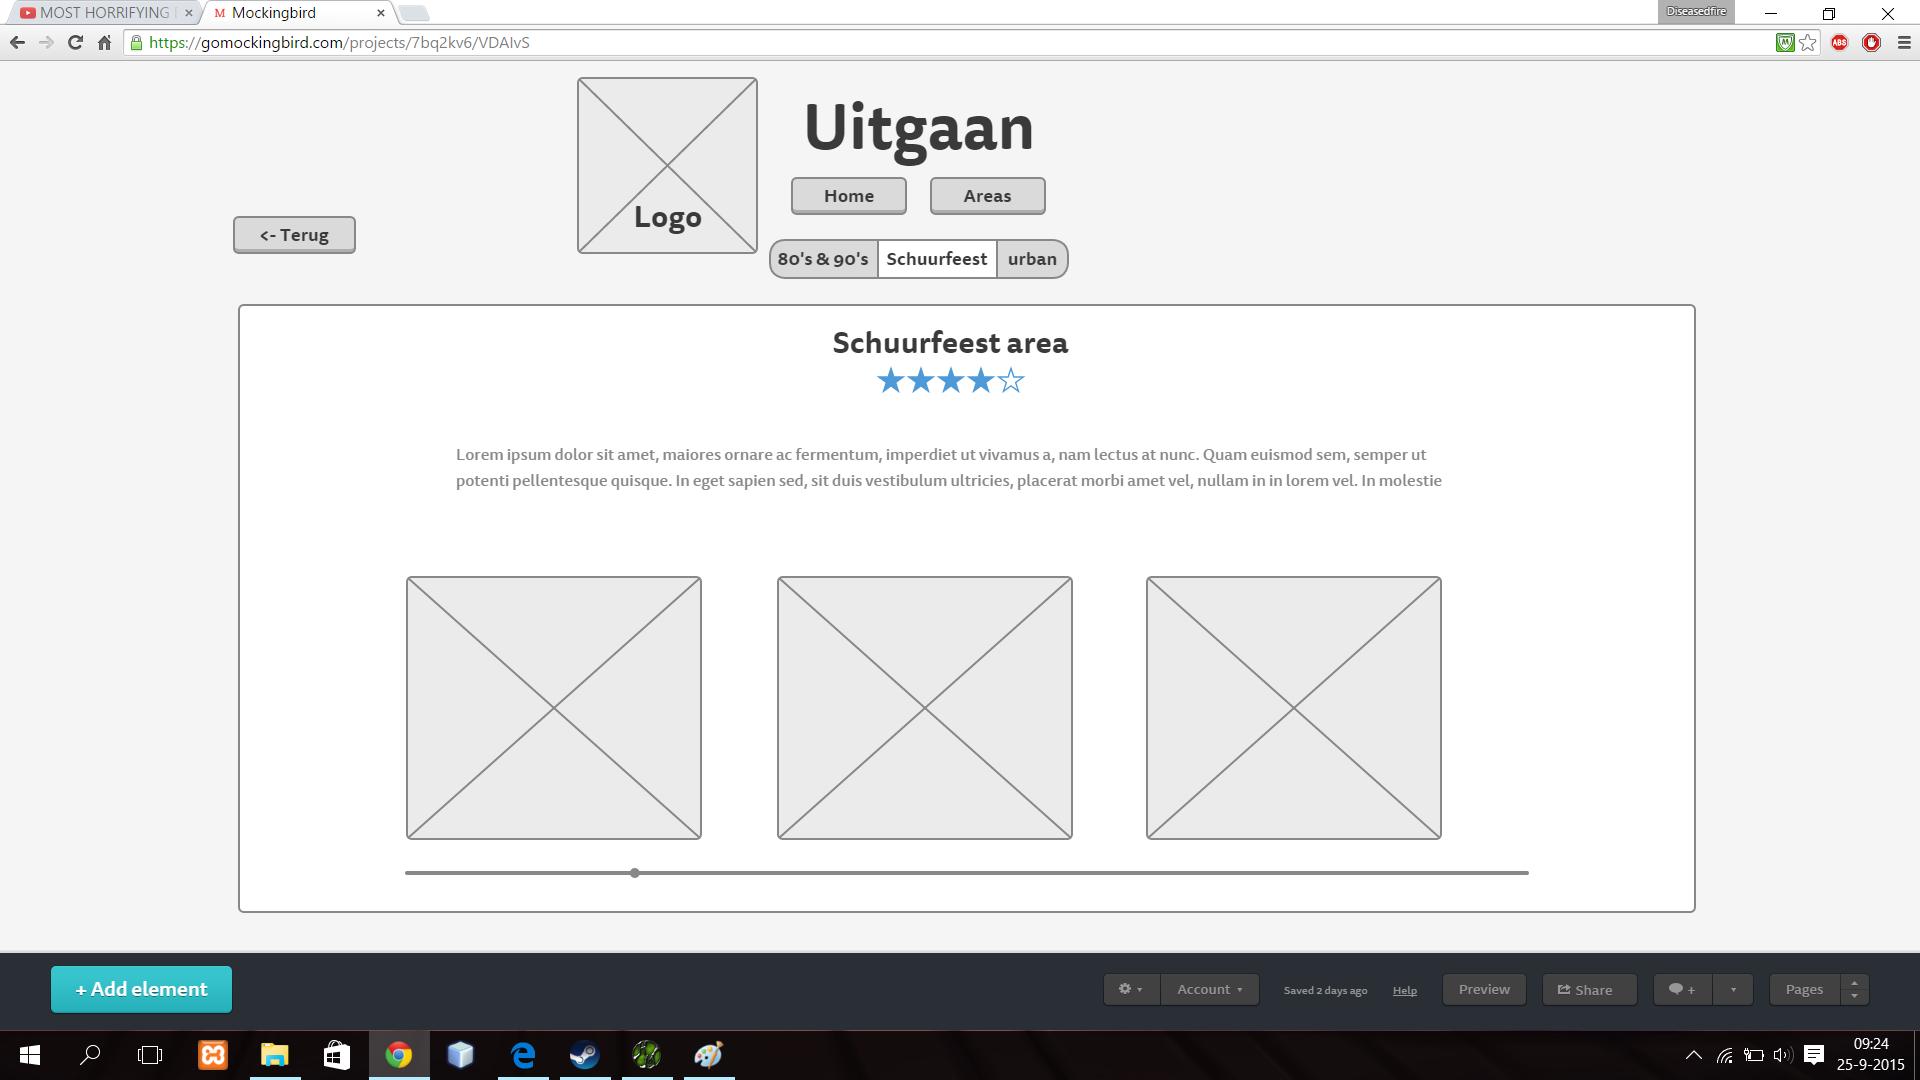 MOST HORRIFYING
Mockingbird
Diseasedfire
https://gomockingbird.com/projects/7bq2kv6/VDAIvS
ABS
Uitgaan
Logo
Home
Areas
<- Terug
80's & 90's
Schuurfeest
urban
Schuurfeest area
Lorem ipsum dolor sit amet, maiores ornare ac fermentum, imperdiet ut vivamus a, nam lectus at nunc. Quam euismod sem, semper ut
potenti pellentesque quisque. In eget sapien sed, sit duis vestibulum ultricies, placerat morbi amet vel, nullam in in lorem vel. In molestie
+ Add element
Account
Saved 2 days ago
Help
Preview
Share
+
Pages
09:24
25-9-2015